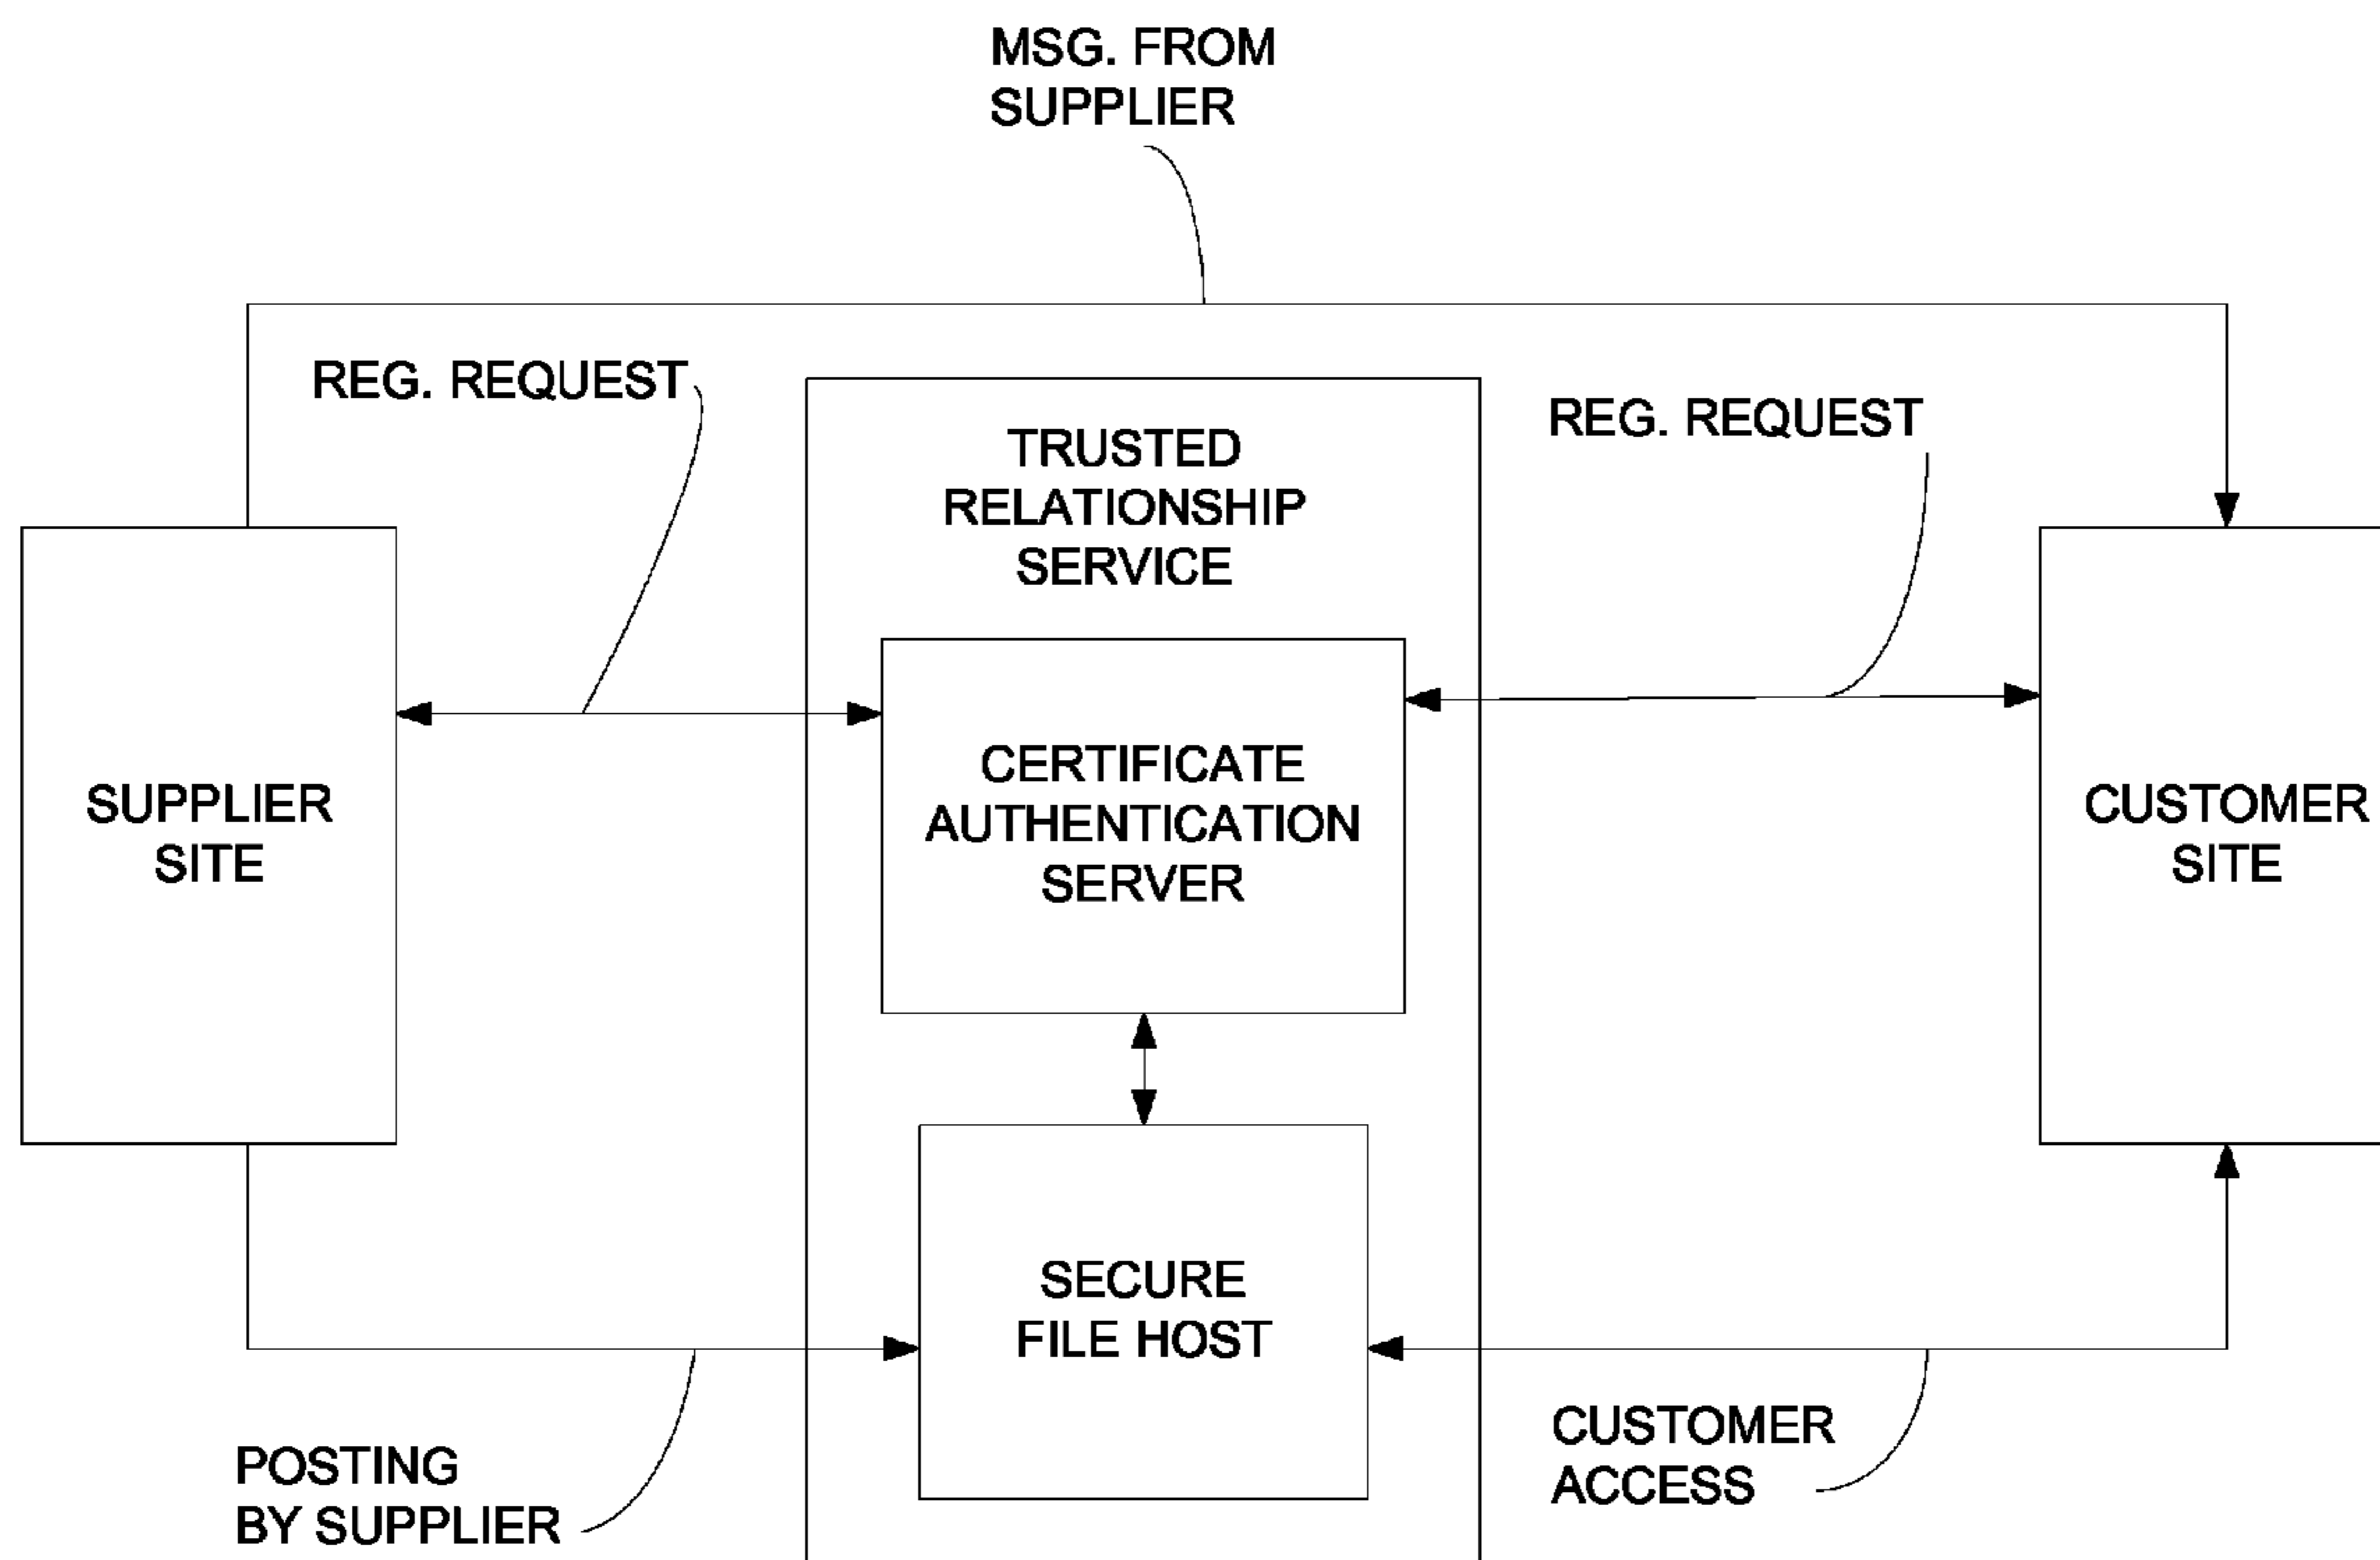 MSG. FROM
SUPPLIER
REG. REQUEST
REG. REQUEST
TRUSTED
RELATIONSHIP
SERVICE
SUPPLIER
SITE
CERTIFICATE
AUTHENTICATION
SERVER
CUSTOMER
SITE
SECURE
FILE HOST
POSTING
BY SUPPLIER
CUSTOMER
ACCESS